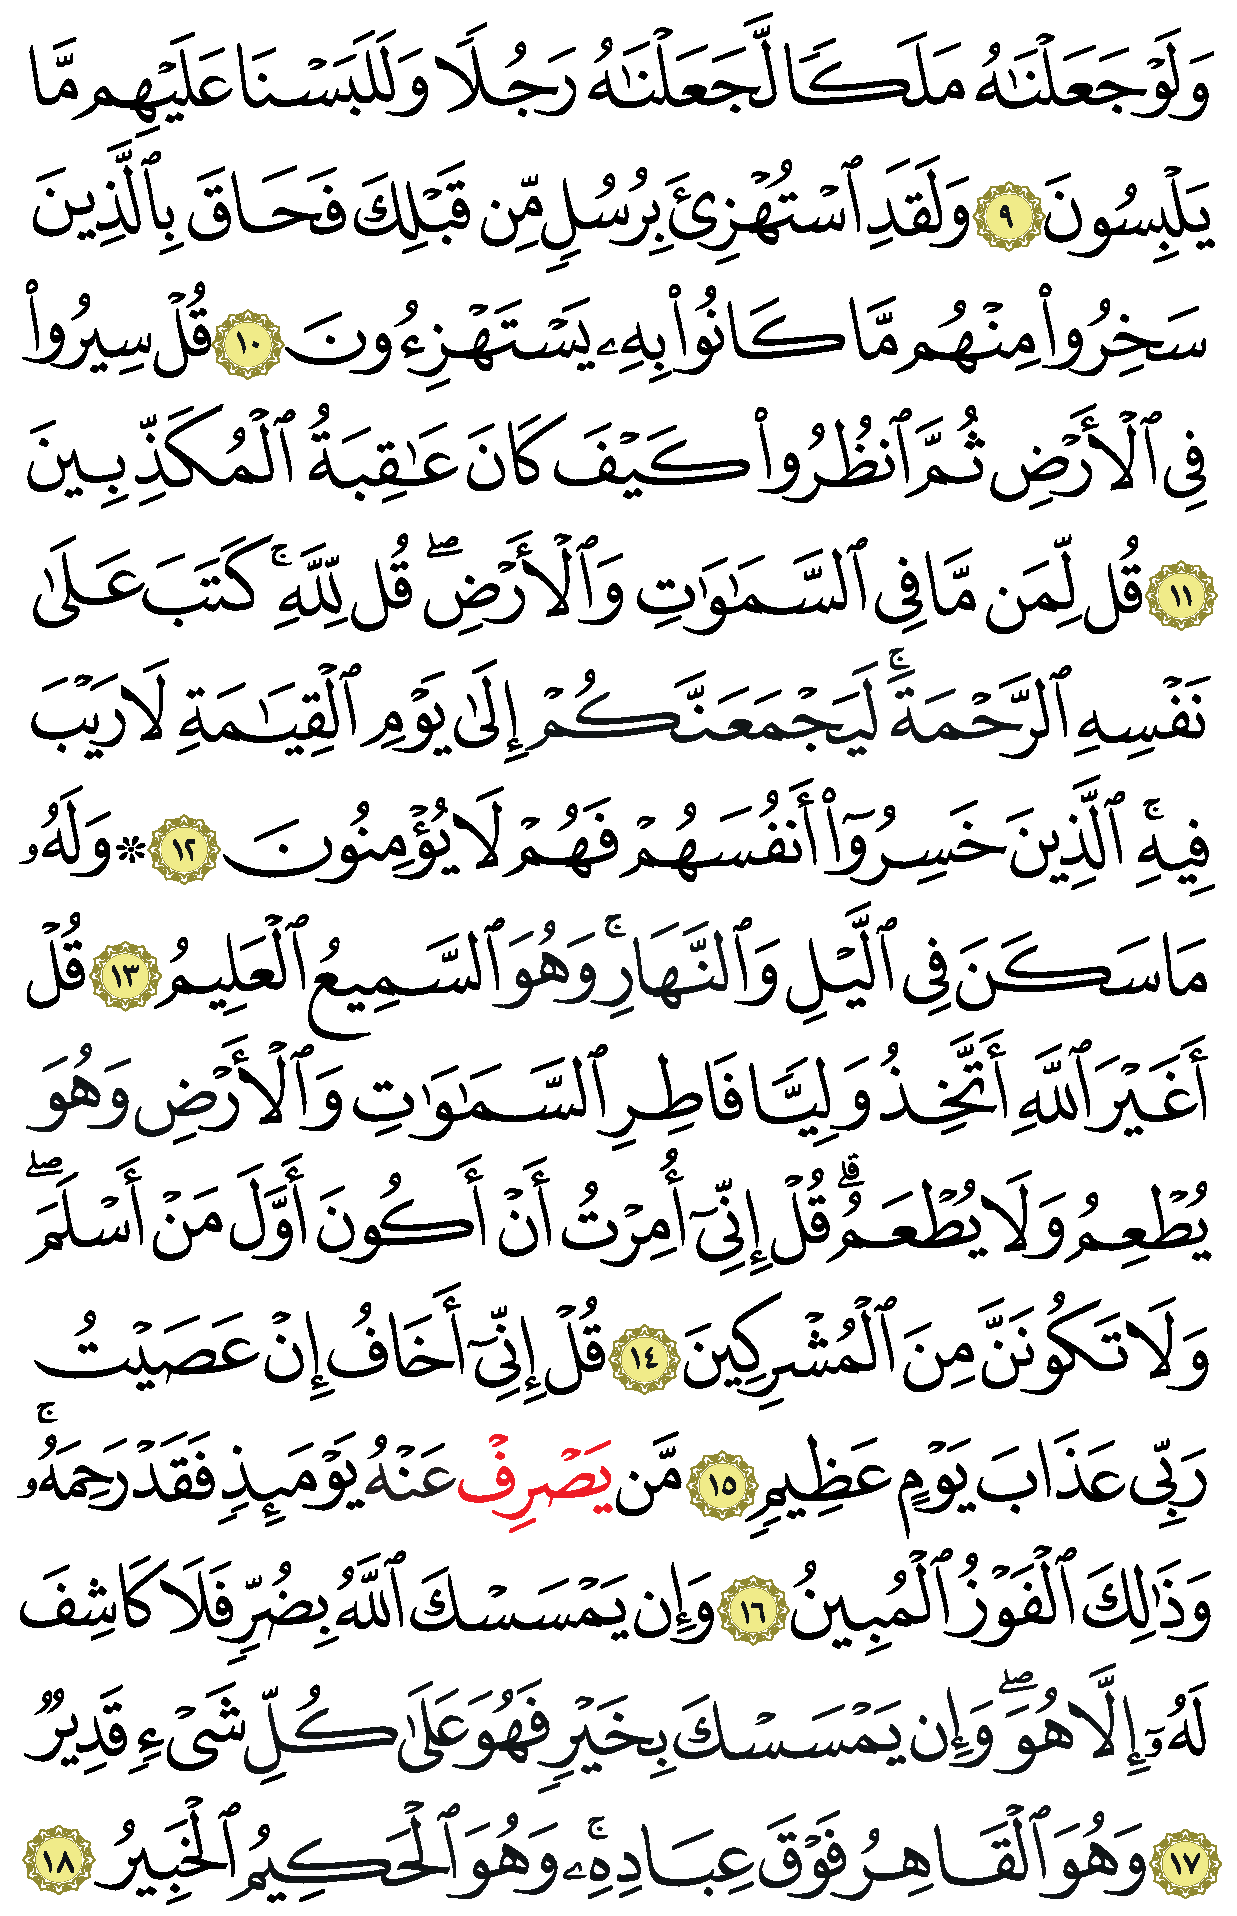 وَلَوۡ جَعَلۡنَٰهُ مَلَكٗا لَّجَعَلۡنَٰهُ رَجُلٗا وَلَلَبَسۡنَا عَلَيۡهِم مَّا
يَلۡبِسُونَ ٩ وَلَقَدِ ٱسۡتُهۡزِئَ بِرُسُلٖ مِّن قَبۡلِكَ فَحَاقَ بِٱلَّذِينَ
سَخِرُواْ مِنۡهُم مَّا كَانُواْ بِهِۦ يَسۡتَهۡزِءُونَ ١٠ قُلۡ سِيرُواْ
فِي ٱلۡأَرۡضِ ثُمَّ ٱنظُرُواْ كَيۡفَ كَانَ عَٰقِبَةُ ٱلۡمُكَذِّبِينَ
١١ قُل لِّمَن مَّا فِي ٱلسَّمَٰوَٰتِ وَٱلۡأَرۡضِۖ قُل لِّلَّهِۚ كَتَبَ عَلَىٰ
نَفۡسِهِ ٱلرَّحۡمَةَۚ لَيَجۡمَعَنَّكُمۡ إِلَىٰ يَوۡمِ ٱلۡقِيَٰمَةِ لَا رَيۡبَ
فِيهِۚ ٱلَّذِينَ خَسِرُوٓاْ أَنفُسَهُمۡ فَهُمۡ لَا يُؤۡمِنُونَ ١٢ ۞ وَلَهُۥ
مَا سَكَنَ فِي ٱلَّيۡلِ وَٱلنَّهَارِۚ وَهُوَ ٱلسَّمِيعُ ٱلۡعَلِيمُ ١٣ قُلۡ
أَغَيۡرَ ٱللَّهِ أَتَّخِذُ وَلِيّٗا فَاطِرِ ٱلسَّمَٰوَٰتِ وَٱلۡأَرۡضِ وَهُوَ
يُطۡعِمُ وَلَا يُطۡعَمُۗ قُلۡ إِنِّيٓ أُمِرۡتُ أَنۡ أَكُونَ أَوَّلَ مَنۡ أَسۡلَمَۖ
وَلَا تَكُونَنَّ مِنَ ٱلۡمُشۡرِكِينَ ١٤ قُلۡ إِنِّيٓ أَخَافُ إِنۡ عَصَيۡتُ
رَبِّي عَذَابَ يَوۡمٍ عَظِيمٖ ١٥ مَّن يَصۡرِفۡ عَنۡهُ يَوۡمَئِذٖ فَقَدۡ رَحِمَهُۥۚ
وَذَٰلِكَ ٱلۡفَوۡزُ ٱلۡمُبِينُ ١٦ وَإِن يَمۡسَسۡكَ ٱللَّهُ بِضُرّٖ فَلَا كَاشِفَ
لَهُۥٓ إِلَّا هُوَۖ وَإِن يَمۡسَسۡكَ بِخَيۡرٖ فَهُوَ عَلَىٰ كُلِّ شَيۡءٖ قَدِيرٞ
١٧ وَهُوَ ٱلۡقَاهِرُ فَوۡقَ عِبَادِهِۦۚ وَهُوَ ٱلۡحَكِيمُ ٱلۡخَبِيرُ ١٨